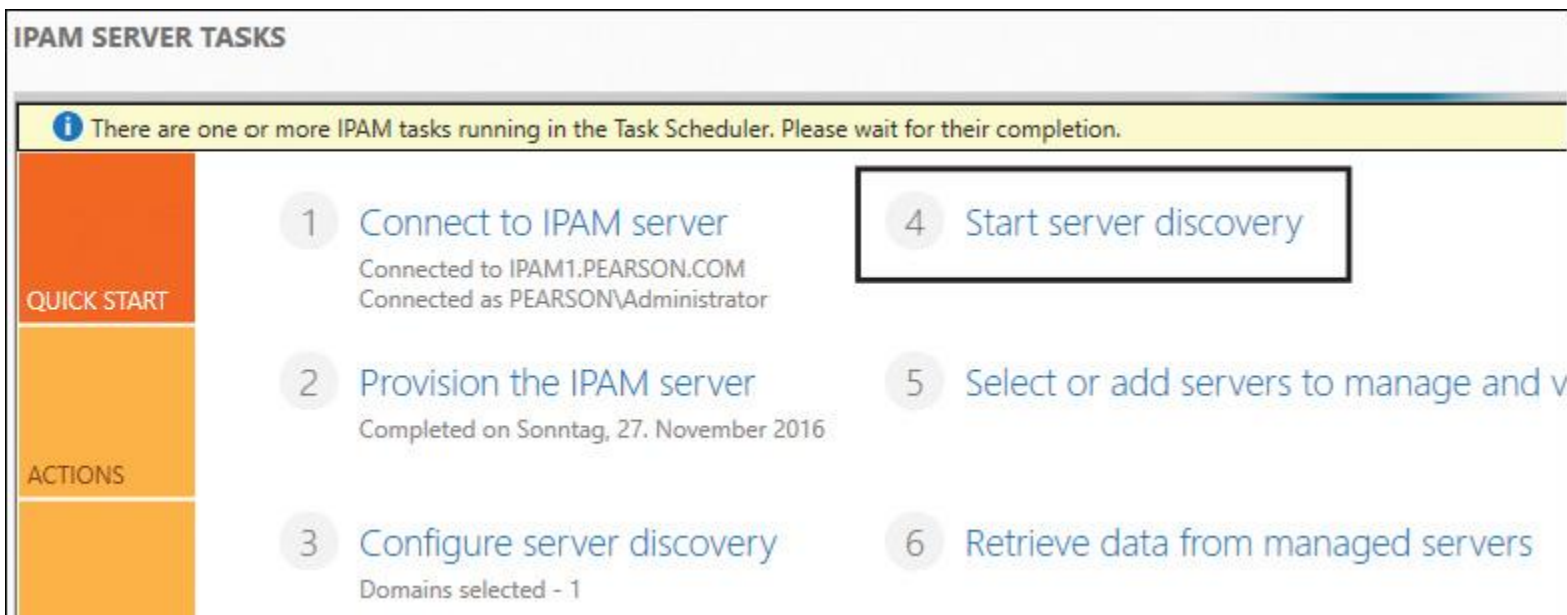 IPAM SERVER TASKS
There are one or more IPAM tasks running in the Task Scheduler. Please wait for their completion.
QUICK START
ACTIONS
1 Connect to IPAM server
Connected to IPAM1.PEARSON.COM
Connected as PEARSON\Administrator
2 Provision the IPAM server
Completed on Sonntag, 27. November 2016
3 Configure server discovery
Domains selected - 1
4 Start server discovery
5 Select or add servers to manage and v
6 Retrieve data from managed servers